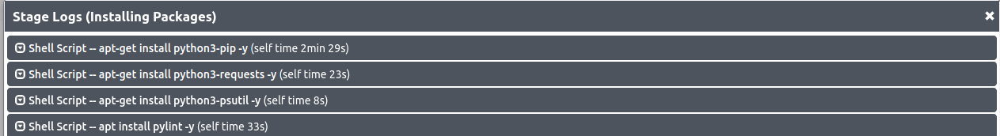 Stage Logs (Installing Packages)
Shell Script -- apt-get install python3-pip -y (self time 2min 29s)
Shell Script -- apt-get install python3-requests -y (self time 23s)
Shell Script -- apt-get install python3-psutil -y (self time 8s)
Shell Script -- apt install pylint -y (self time 33s)